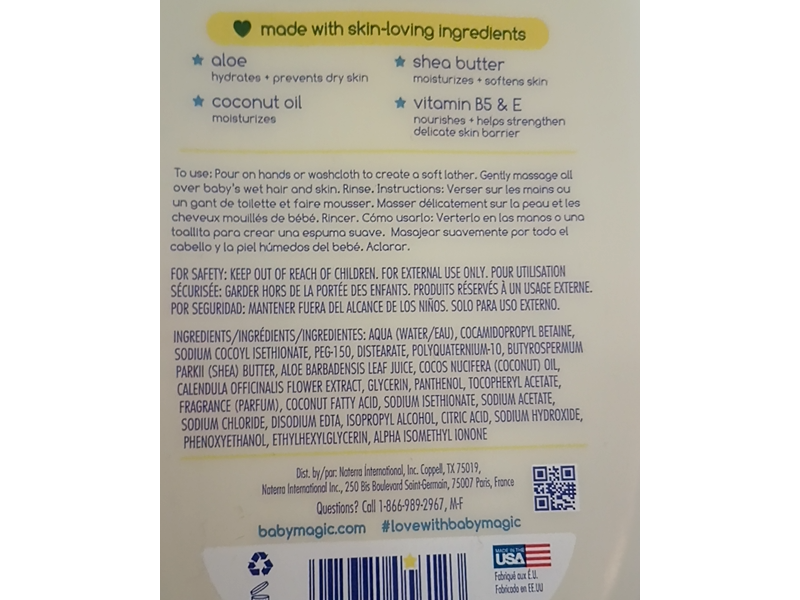 made with skin-loving ingredients
aloe
hydrates + prevents dry skin
shea butter
moisturizes + softens skin
coconut oil
moisturizes
vitamin B5 & E
nourishes + helps strengthen
delicate skin barrier
To use: Pour on hands or washcloth to create a soft lather. Gently massage all
over baby's wet hair and skin. Rinse. Instructions: Verser sur les mains ou
un gant de toilette et faire mousser. Masser délicatement sur la peau et les
cheveux mouillés de bébé. Rincer. Cómo usarlo: Verterlo en las manos o una
toallita para crear una espuma suave. Masajear suavemente por todo el
cabello y la piel húmedos del bebé. Aclarar.
FOR SAFETY: KEEP OUT OF REACH OF CHILDREN. FOR EXTERNAL USE ONLY. POUR UTILISATION
SÉCURISÉE: GARDER HORS DE LA PORTÉE DES ENFANTS. PRODUITS RÉSERVÉS À UN USAGE EXTERNE.
POR SEGURIDAD: MANTENER FUERA DEL ALCANCE DE LOS NIÑOS. SOLO PARA USO EXTERNO.
INGREDIENTS/INGRÉDIENTS/INGREDIENTES: AQUA (WATER/EAU), COCAMIDOPROPYL BETAINE,
SODIUM COCOYL ISETHIONATE, PEG-150, DISTEARATE, POLYQUATERNIUM-10, BUTYROSPERMUM
PARKII (SHEA) BUTTER, ALOE BARBADENSIS LEAF JUICE, COCOS NUCIFERA (COCONUT) OIL,
CALENDULA OFFICINALIS FLOWER EXTRACT, GLYCERIN, PANTHENOL, TOCOPHERYL ACETATE,
FRAGRANCE (PARFUM), COCONUT FATTY ACID, SODIUM ISETHIONATE, SODIUM ACETATE,
SODIUM CHLORIDE, DISODIUM EDTA, ISOPROPYL ALCOHOL, CITRIC ACID, SODIUM HYDROXIDE,
PHENOXYETHANOL, ETHYLHEXYLGLYCERIN, ALPHA ISOMETHYL IONONE
Dist. by/par: Naterra International, Inc. Coppell, TX 75019,
Naterra International Inc., 250 Bis Boulevard Saint-Germain, 75007 Paris, France
Questions? Call 1-866-989-2967, M-F
babymagic.com #lovewithbabymagic
MADE IN THE
USA
Fabriqué aux É.U.
Fabricado en EE.UU